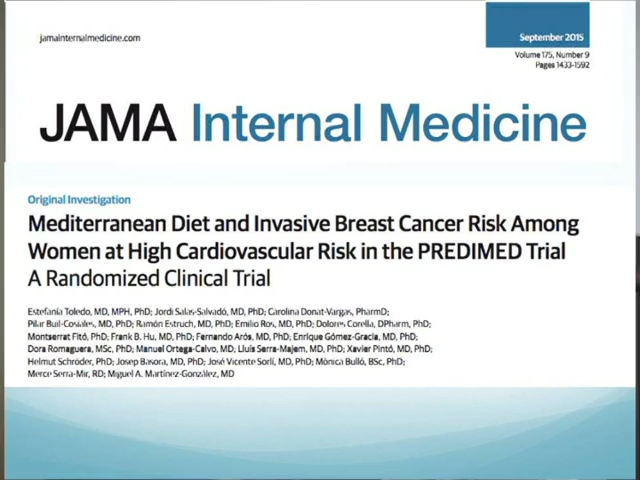 jamainternalmedicine.com
September 2015
Volume 175, Number 9
Pages 1433-1592
JAMA Internal Medicine
Original Investigation
Mediterranean Diet and Invasive Breast Cancer Risk Among
Women at High Cardiovascular Risk in the PREDIMED Trial
A Randomized Clinical Trial
Estefanía Toledo, MD, MPH, PhD; Jordi Salas-Salvadó, MD, PhD; Carolina Donat-Vargas, PharmD;
Pilar Buil-Cosiales, MD, PhD; Ramón Estruch, MD, PhD; Emilio Ros, MD, PhD; Dolores Corella, DPharm, PhD;
Montserrat Fitó, PhD; Frank B. Hu, MD, PhD; Fernando Arós, MD, PhD; Enrique Gómez-Gracia, MD, PhD;
Dora Romaguera, MSc, PhD; Manuel Ortega-Calvo, MD; Lluís Serra-Majem, MD, PhD; Xavier Pintó, MD, PhD;
Helmut Schröder, PhD; Josep Basora, MD, PhD; José Vicente Sorlí, MD, PhD; Mònica Bulló, BSc, PhD;
Merce Serra-Mir, RD; Miguel A. Martínez-González, MD